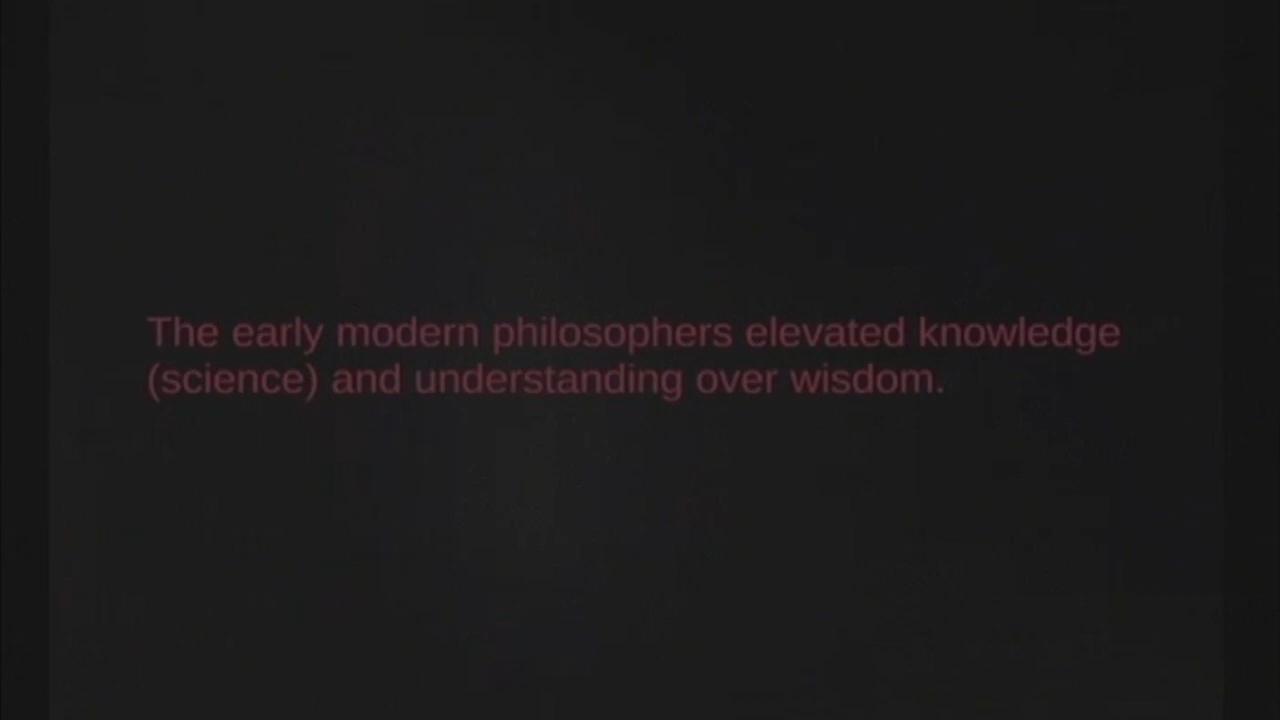 The early modern philosophers elevated knowledge
(science) and understanding over wisdom.